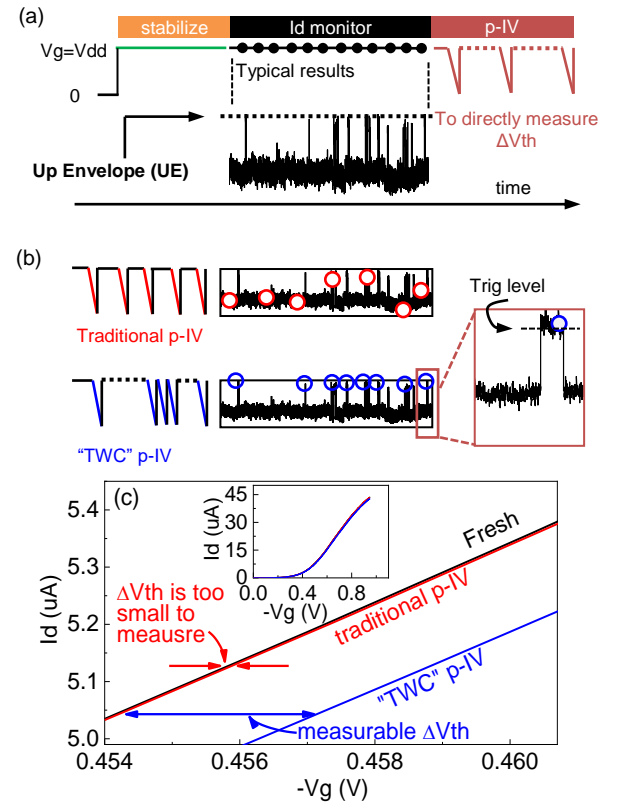 (a)
stabilize
Id monitor
p-IV
Vg=Vdd
0
Typical results
To directly measure
ΔVth
Up Envelope (UE)
time
(b)
Traditional p-IV
Trig level
"TWC" p-IV
(c)
Id (uA)
5.4
5.3
5.2
5.1
5.0
0.454
0.456
0.458
0.460
-Vg (V)
Id (uA)
45
30
15
0
0.0
0.4
0.8
-Vg (V)
Fresh
traditional p-IV
"TWC" p-IV
ΔVth is too
small to
meausre
measurable ΔVth